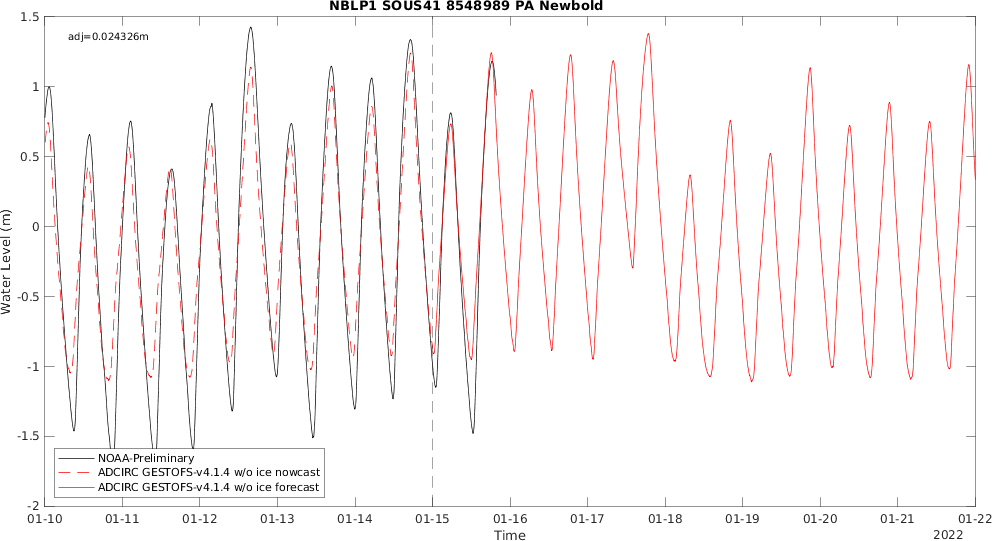 NBLP1 SOUS41 8548989 PA Newbold
adj=0.024326m
1.5
1
0.5
0
-0.5
-1
-1.5
-2
Water Level (m)
NOAA-Preliminary
ADCIRC GESTOFS-v4.1.4 w/o ice nowcast
ADCIRC GESTOFS-v4.1.4 w/o ice forecast
01-10 01-11 01-12 01-13 01-14 01-15 01-16 01-17 01-18 01-19 01-20 01-21 01-22
Time
2022